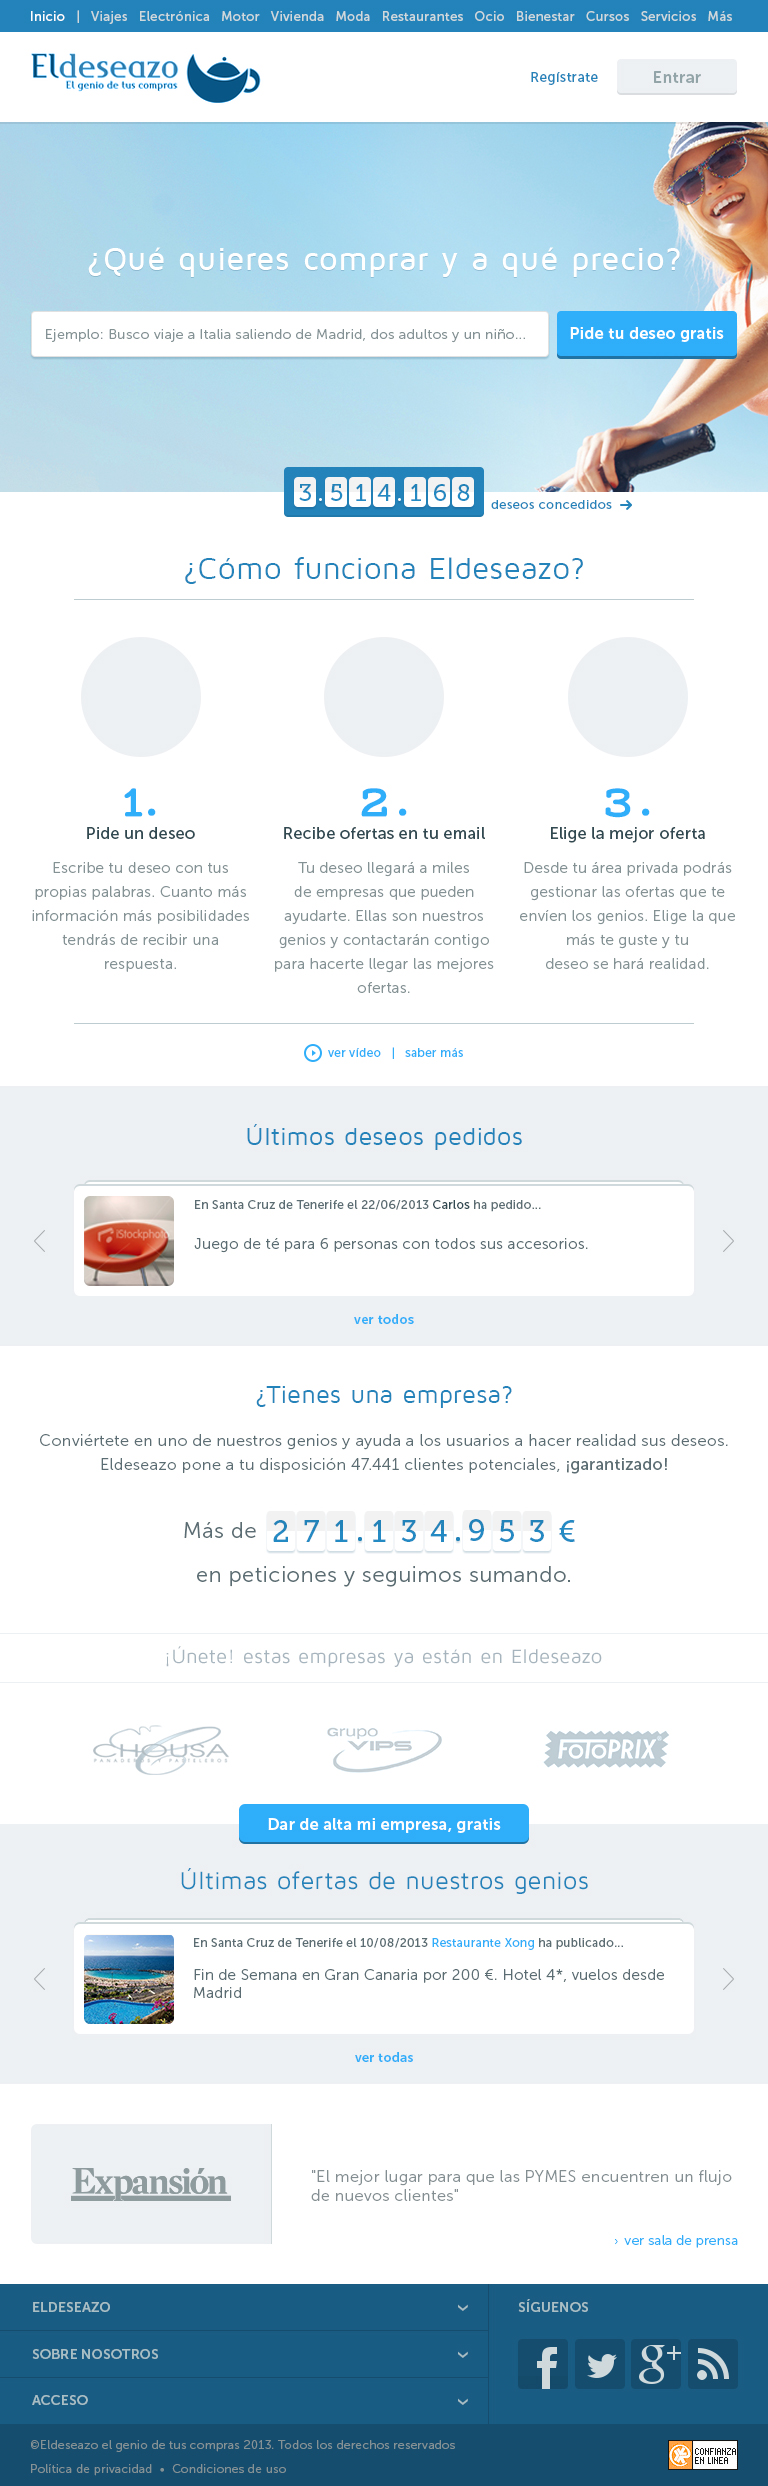 Inicio | Viajes Electrónica Motor Vivienda Moda Restaurantes Ocio Bienestar Cursos Servicios Más
Eldeseazo
El genio de tus compras
Regístrate
Entrar
¿Qué quieres comprar y a qué precio?
Ejemplo: Busco viaje a Italia saliendo de Madrid, dos adultos y un niño...
Pide tu deseo gratis
3.514.168
deseos concedidos
¿Cómo funciona Eldeseazo?
1.
Pide un deseo
Escribe tu deseo con tus
propias palabras. Cuanto más
información más posibilidades
tendrás de recibir una
respuesta.
2.
Recibe ofertas en tu email
Tu deseo llegará a miles
de empresas que pueden
ayudarte. Ellas son nuestros
genios y contactarán contigo
para hacerte llegar las mejores
ofertas.
3.
Elige la mejor oferta
Desde tu área privada podrás
gestionar las ofertas que te
envíen los genios. Elige la que
más te guste y tu
deseo se hará realidad.
ver vídeo | saber más
Últimos deseos pedidos
iStockphoto
En Santa Cruz de Tenerife el 22/06/2013 Carlos ha pedido...
Juego de té para 6 personas con todos sus accesorios.
ver todos
¿Tienes una empresa?
Conviértete en uno de nuestros genios y ayuda a los usuarios a hacer realidad sus deseos.
Eldeseazo pone a tu disposición 47.441 clientes potenciales, ¡garantizado!
Más de 271.134.953 €
en peticiones y seguimos sumando.
¡Únete! estas empresas ya están en Eldeseazo
CHOUSA
PANADEROS Y PASTELEROS
Grupo
VIPS
FOTOPRIX
Dar de alta mi empresa, gratis
Últimas ofertas de nuestros genios
En Santa Cruz de Tenerife el 10/08/2013 Restaurante Xong ha publicado...
Fin de Semana en Gran Canaria por 200 €. Hotel 4*, vuelos desde
Madrid
ver todas
Expansión
"El mejor lugar para que las PYMES encuentren un flujo
de nuevos clientes"
› ver sala de prensa
ELDESEAZO
SOBRE NOSOTROS
ACCESO
SÍGUENOS
f
g+
©Eldeseazo el genio de tus compras 2013. Todos los derechos reservados
Política de privacidad • Condiciones de uso
CONFIANZA
EN LINEA